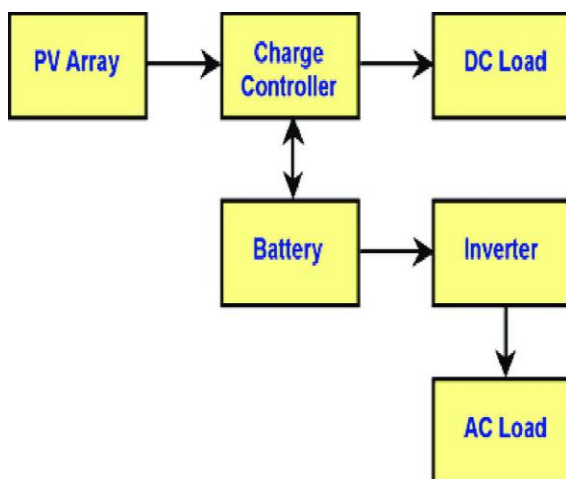 PV Array
Charge
Controller
DC Load
Battery
Inverter
AC Load